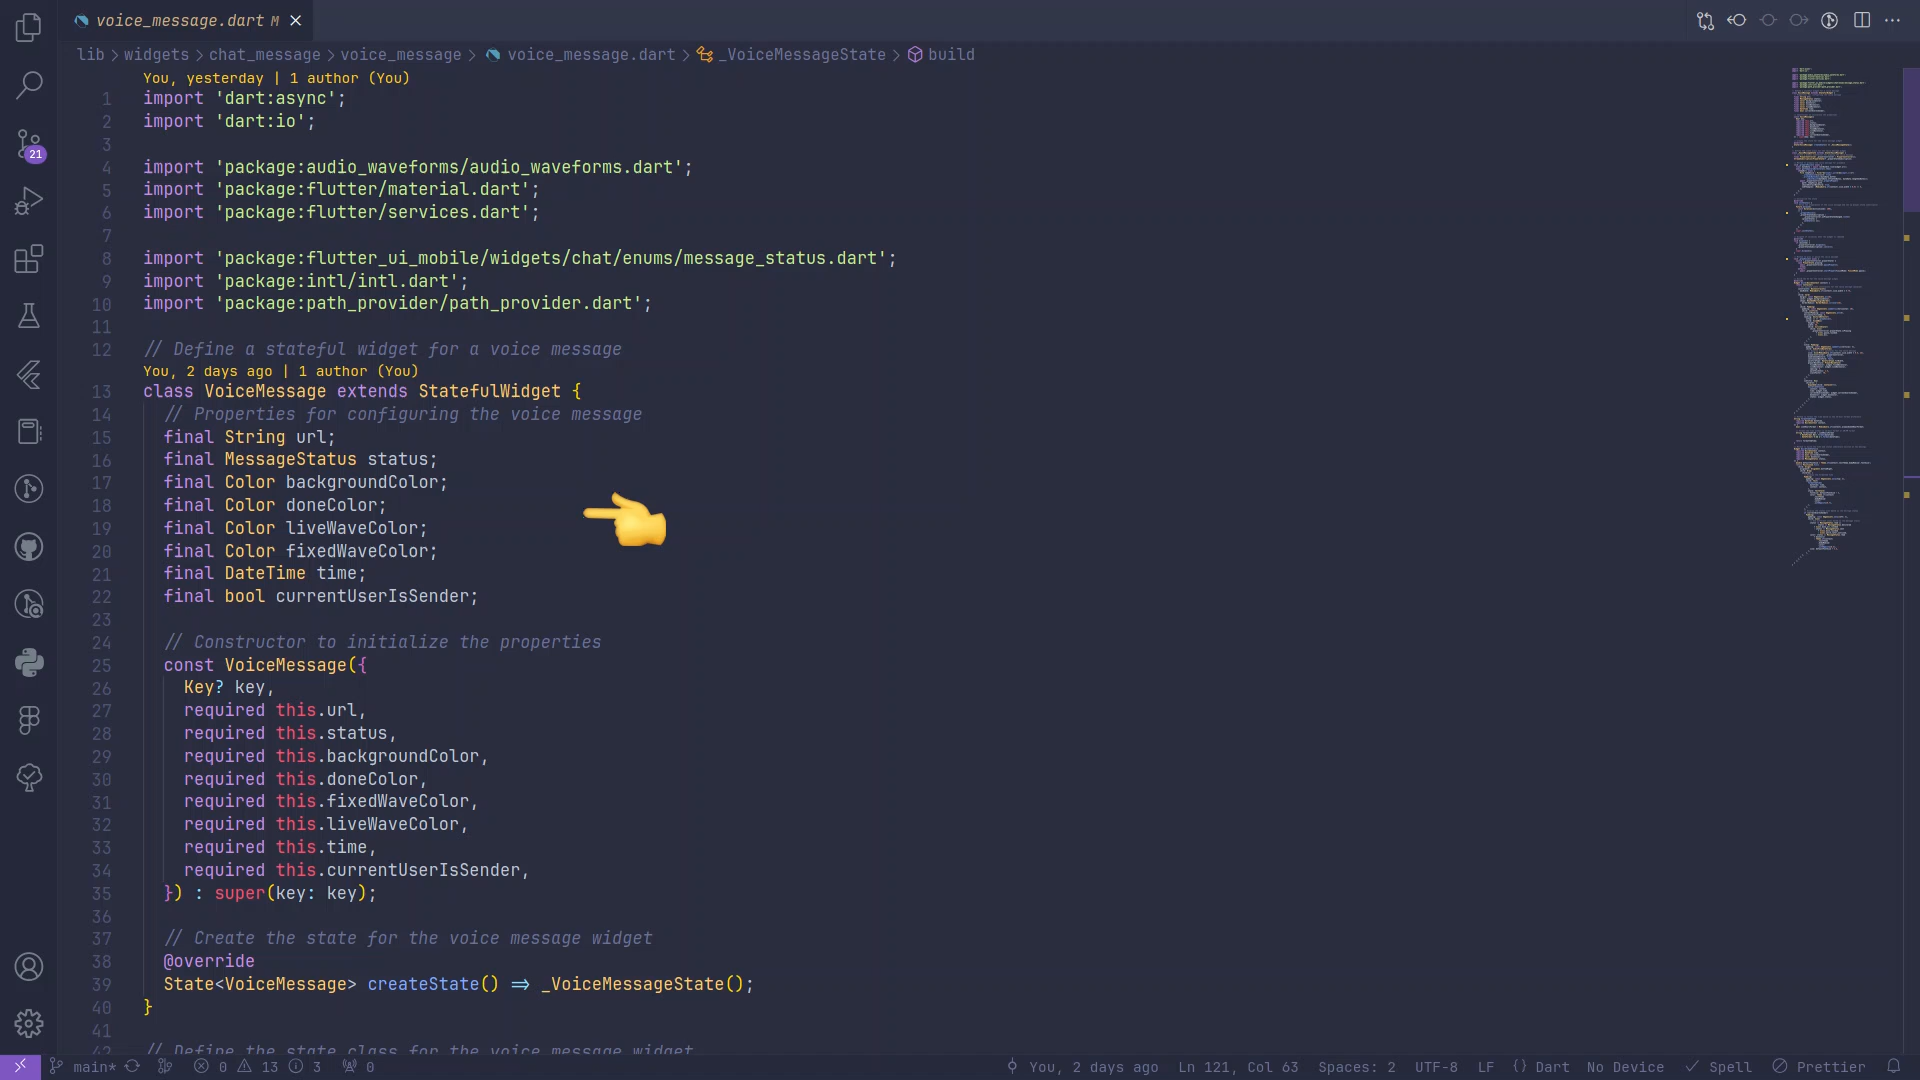 voice_message.dart M
lib > widgets > chat_message > voice_message > voice_message.dart > _VoiceMessageState > build
You, yesterday | 1 author (You)
1 import 'dart:async';
2 import 'dart:io';
3
4 import 'package:audio_waveforms/audio_waveforms.dart';
5 import 'package:flutter/material.dart';
6 import 'package:flutter/services.dart';
7
8 import 'package:flutter_ui_mobile/widgets/chat/enums/message_status.dart';
9 import 'package:intl/intl.dart';
10 import 'package:path_provider/path_provider.dart';
11
12 // Define a stateful widget for a voice message
You, 2 days ago | 1 author (You)
13 class VoiceMessage extends StatefulWidget {
14 // Properties for configuring the voice message
15 final String url;
16 final MessageStatus status;
17 final Color backgroundColor;
18 final Color doneColor;
19 final Color liveWaveColor;
20 final Color fixedWaveColor;
21 final DateTime time;
22 final bool currentUserIsSender;
23
24 // Constructor to initialize the properties
25 const VoiceMessage({
26 Key? key,
27 required this.url,
28 required this.status,
29 required this.backgroundColor,
30 required this.doneColor,
31 required this.fixedWaveColor,
32 required this.liveWaveColor,
33 required this.time,
34 required this.currentUserIsSender,
35 }) : super(key: key);
36
37 // Create the state for the voice message widget
38 @override
39 State<VoiceMessage> createState() => _VoiceMessageState();
40 }
41
42 // Define the state class for the voice message widget
21
main* 0 13 3 0 You, 2 days ago Ln 121, Col 63 Spaces: 2 UTF-8 LF {} Dart No Device Spell Prettier